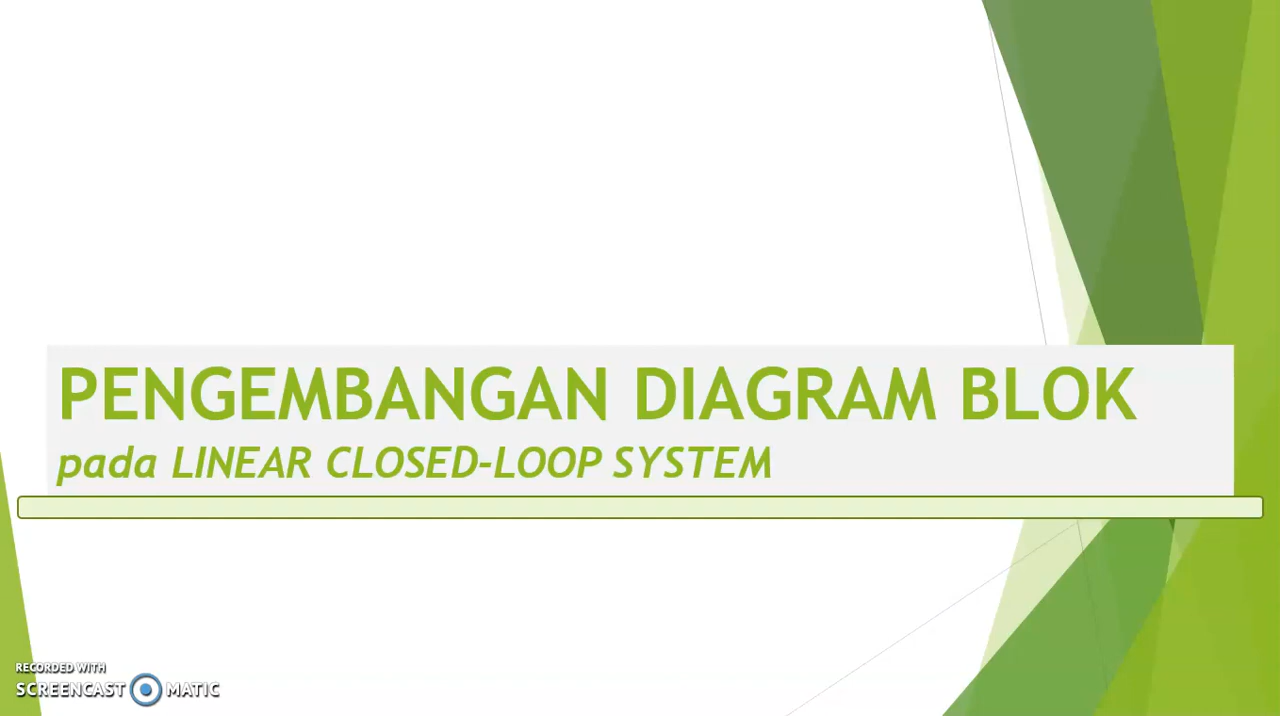 PENGEMBANGAN DIAGRAM BLOK
pada LINEAR CLOSED-LOOP SYSTEM
RECORDED WITH
SCREENCAST MATIC